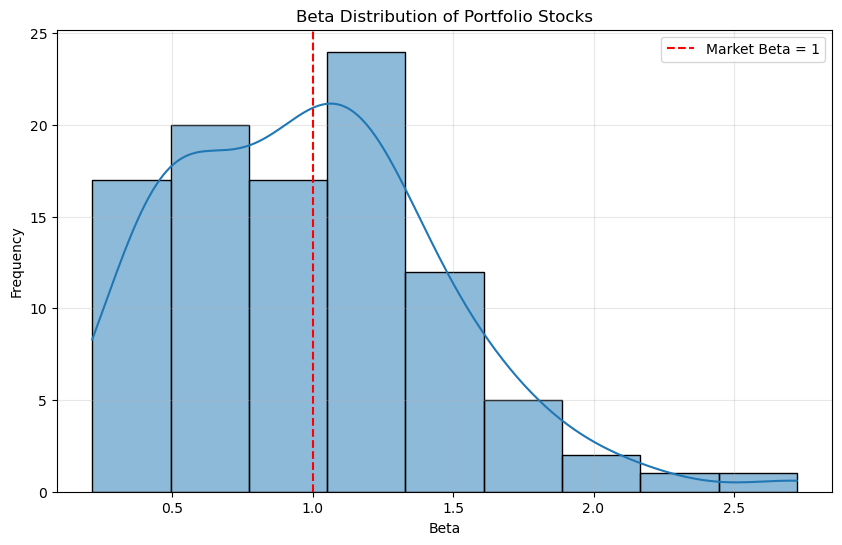 Beta Distribution of Portfolio Stocks
Market Beta = 1
Frequency
25
20
15
10
5
0
0.5 1.0 1.5 2.0 2.5
Beta